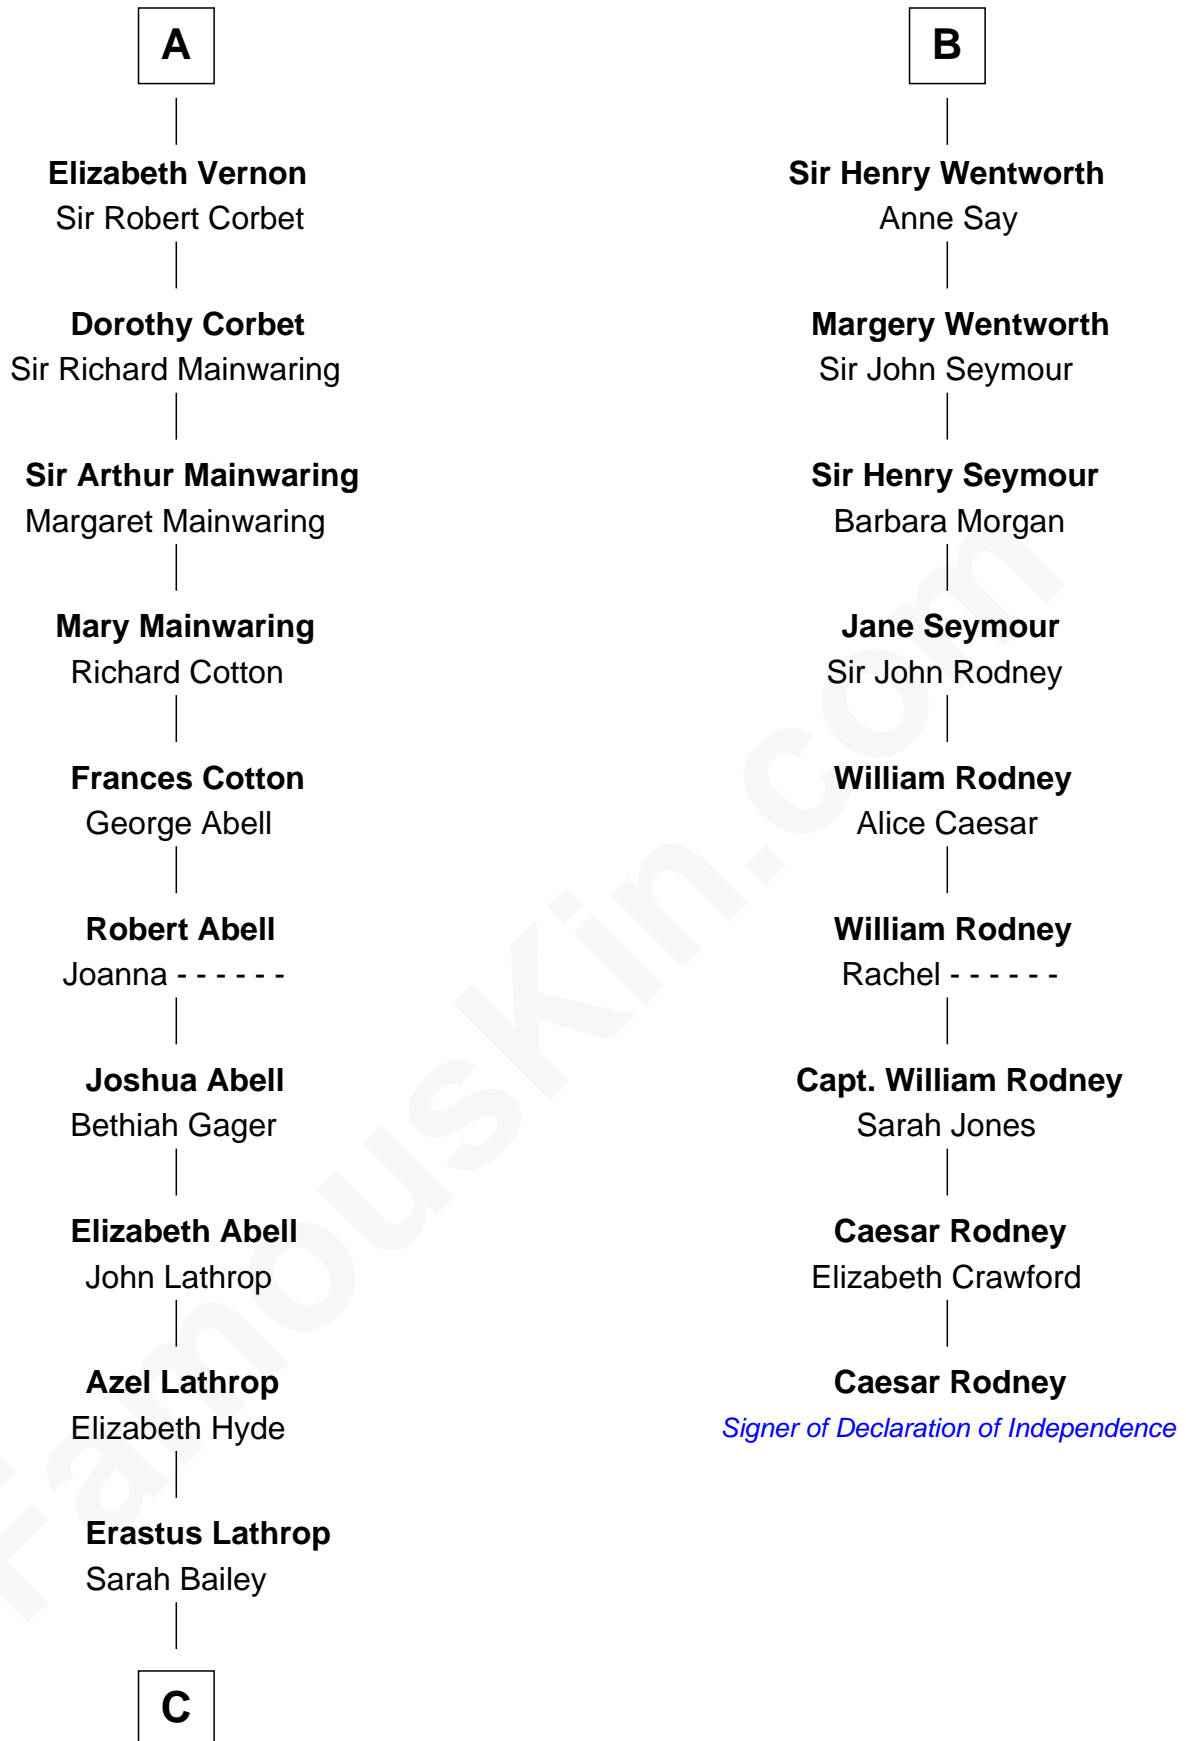 A
Elizabeth Vernon
Sir Robert Corbet
Dorothy Corbet
Sir Richard Mainwaring
Sir Arthur Mainwaring
Margaret Mainwaring
Mary Mainwaring
Richard Cotton
Frances Cotton
George Abell
Robert Abell
Joanna - - - - - -
Joshua Abell
Bethiah Gager
Elizabeth Abell
John Lathrop
Azel Lathrop
Elizabeth Hyde
Erastus Lathrop
Sarah Bailey
C
B
Sir Henry Wentworth
Anne Say
Margery Wentworth
Sir John Seymour
Sir Henry Seymour
Barbara Morgan
Jane Seymour
Sir John Rodney
William Rodney
Alice Caesar
William Rodney
Rachel - - - - - -
Capt. William Rodney
Sarah Jones
Caesar Rodney
Elizabeth Crawford
Caesar Rodney
Signer of Declaration of Independence
FamousKin.com